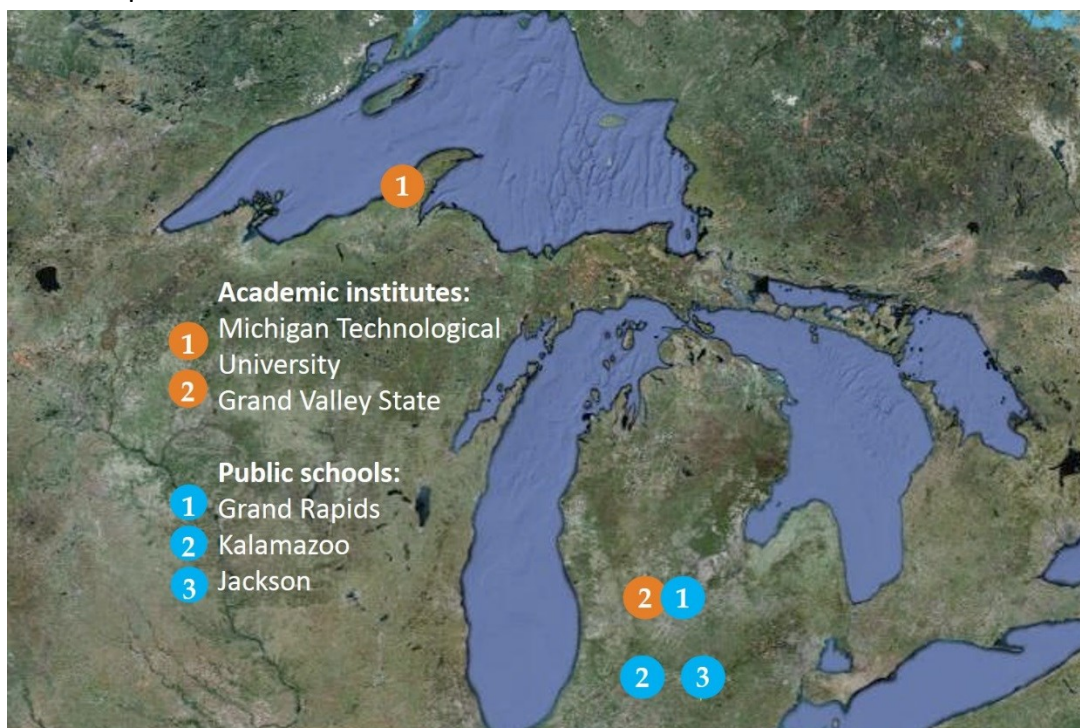 1
Academic institutes:
1 Michigan Technological
University
2 Grand Valley State
Public schools:
1 Grand Rapids
2 Kalamazoo
3 Jackson
2 1
2 3